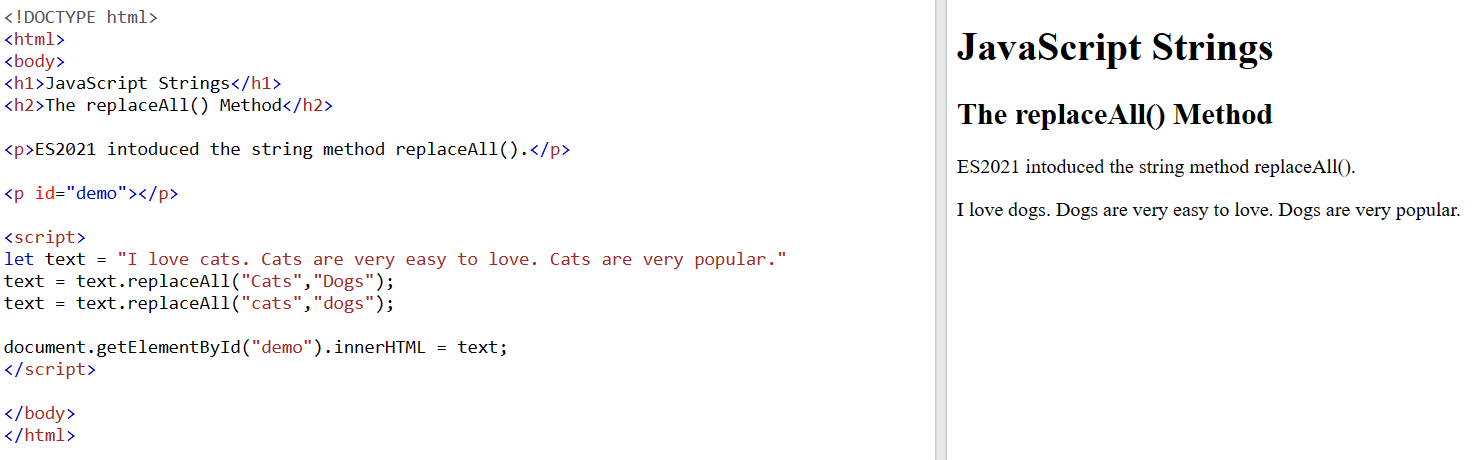 <!DOCTYPE html>
<html>
<body>
<h1>JavaScript Strings</h1>
<h2>The replaceAll() Method</h2>
<p>ES2021 intoduced the string method replaceAll().</p>
<p id="demo"></p>
<script>
let text = "I love cats. Cats are very easy to love. Cats are very popular."
text = text.replaceAll("Cats","Dogs");
text = text.replaceAll("cats","dogs");
document.getElementById("demo").innerHTML = text;
</script>
</body>
</html>
JavaScript Strings
The replaceAll() Method
ES2021 intoduced the string method replaceAll().
I love dogs. Dogs are very easy to love. Dogs are very popular.